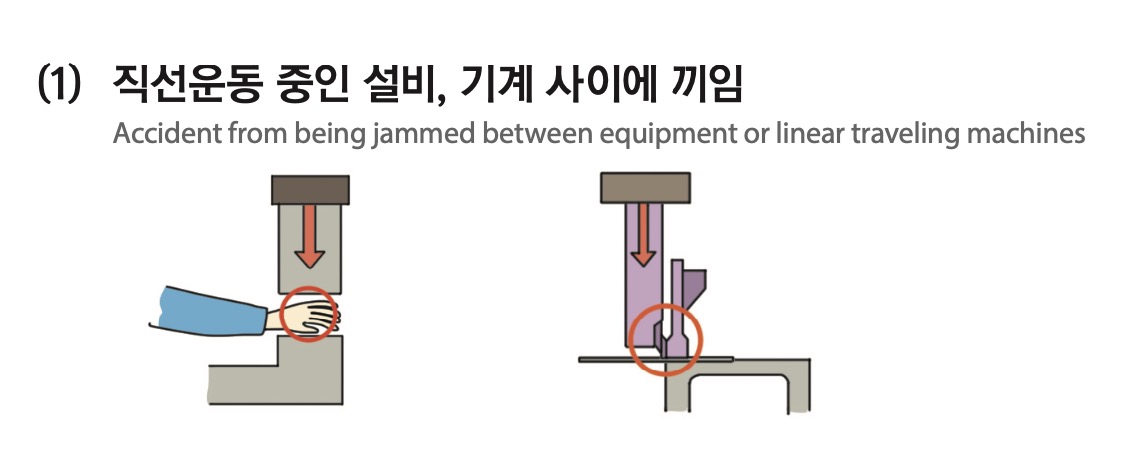 (1) 직선운동 중인 설비, 기계 사이에 끼임
Accident from being jammed between equipment or linear traveling machines